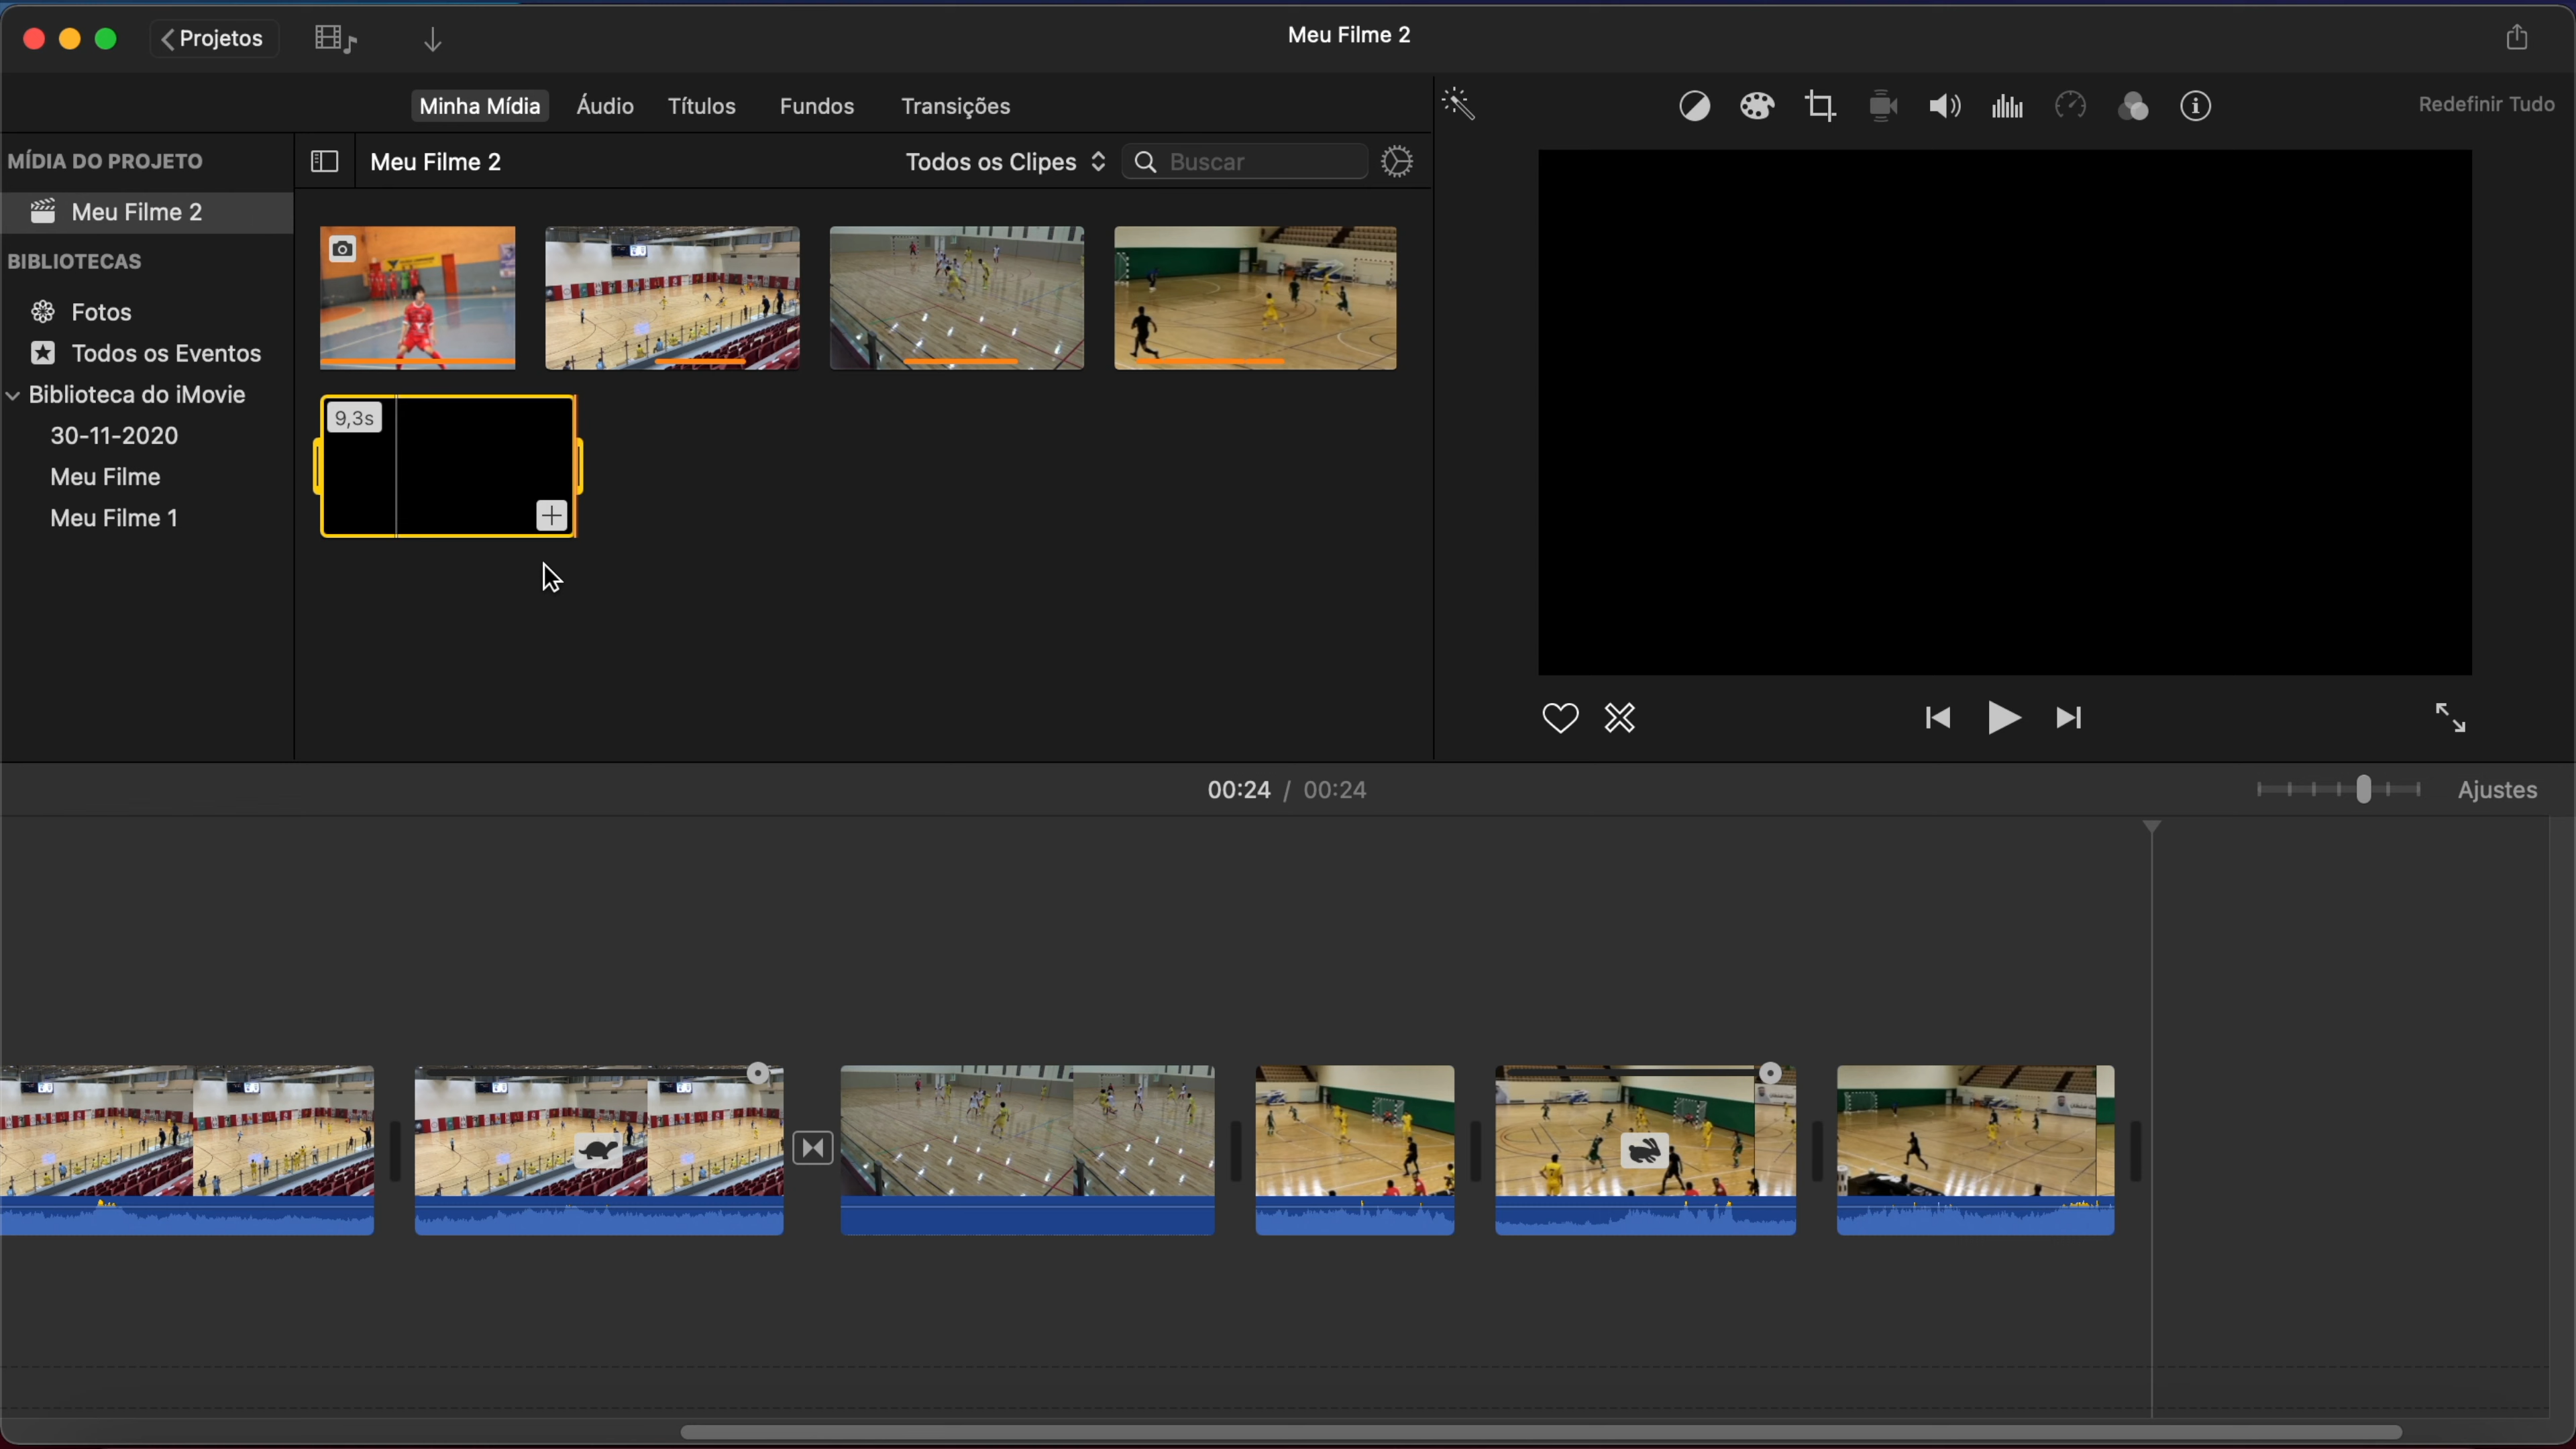 Projetos
Meu Filme 2
Minha Mídia
Áudio
Títulos
Fundos
Transições
Redefinir Tudo
MÍDIA DO PROJETO
Meu Filme 2
Todos os Clipes
Buscar
Meu Filme 2
BIBLIOTECAS
Fotos
Todos os Eventos
Biblioteca do iMovie
30-11-2020
Meu Filme
Meu Filme 1
9,3s
00:24 / 00:24
Ajustes